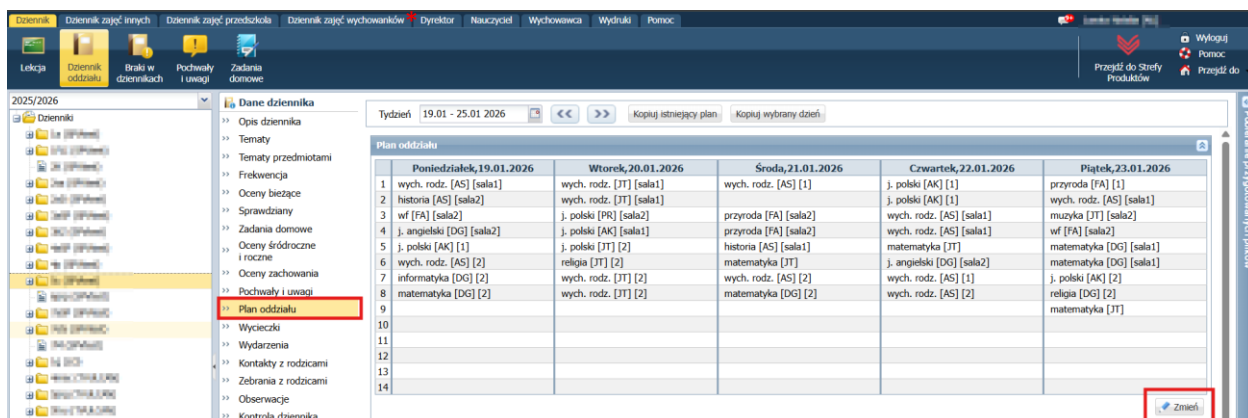 Dziennik Dziennik zajęć innych Dziennik zajęć przedszkola Dziennik zajęć wychowanków Dyrektor Nauczyciel Wychowawca Wydruki Pomoc
Lekcja
Dziennik oddziału
Braki w dziennikach
Pochwały i uwagi
Zadania domowe
Przejdź do Strefy Produktów
Wyloguj
Pomoc
Przejdź do
2025/2026
Dzienniki
Dane dziennika
Opis dziennika
Tematy
Tematy przedmiotami
Frekwencja
Oceny bieżące
Sprawdziany
Zadania domowe
Oceny śródroczne
i roczne
Oceny zachowania
Pochwały i uwagi
Plan oddziału
Wycieczki
Wydarzenia
Kontakty z rodzicami
Zebrania z rodzicami
Obserwacje
Kontrola dziennika
Tydzień 19.01 - 25.01 2026 << >> Kopiuj istniejący plan Kopiuj wybrany dzień
Plan oddziału
Poniedziałek,19.01.2026 Wtorek,20.01.2026 Środa,21.01.2026 Czwartek,22.01.2026 Piątek,23.01.2026
1 wych. rodz. [AS] [sala1] wych. rodz. [JT] [sala1] wych. rodz. [AS] [1] j. polski [AK] [1] przyroda [FA] [1]
2 historia [AS] [sala2] wf [JT] [sala2] j. polski [AK] [1] wych. rodz. [AS] [sala1]
3 wf [FA] [sala2] j. polski [PR] [sala2] przyroda [FA] [sala2] wych. rodz. [AS] [sala1] muzyka [JT] [sala2]
4 j. angielski [DG] [sala2] j. polski [AK] [sala1] przyroda [FA] [sala2] wych. rodz. [AS] [sala1] wf [FA] [sala2]
5 j. polski [AK] [1] j. polski [JT] [2] historia [AS] [sala1] matematyka [JT] matematyka [DG] [sala1]
6 wych. rodz. [AS] [2] religia [JT] [2] matematyka [JT] j. angielski [DG] [sala2] matematyka [DG] [sala1]
7 informatyka [DG] [2] wych. rodz. [JT] [2] wych. rodz. [AS] [2] wych. rodz. [AS] [1] j. polski [AK] [2]
8 matematyka [DG] [2] wych. rodz. [JT] [2] matematyka [DG] [2] wych. rodz. [AS] [2] religia [DG] [2]
9 matematyka [JT]
10
11
12
13
14
Zmień